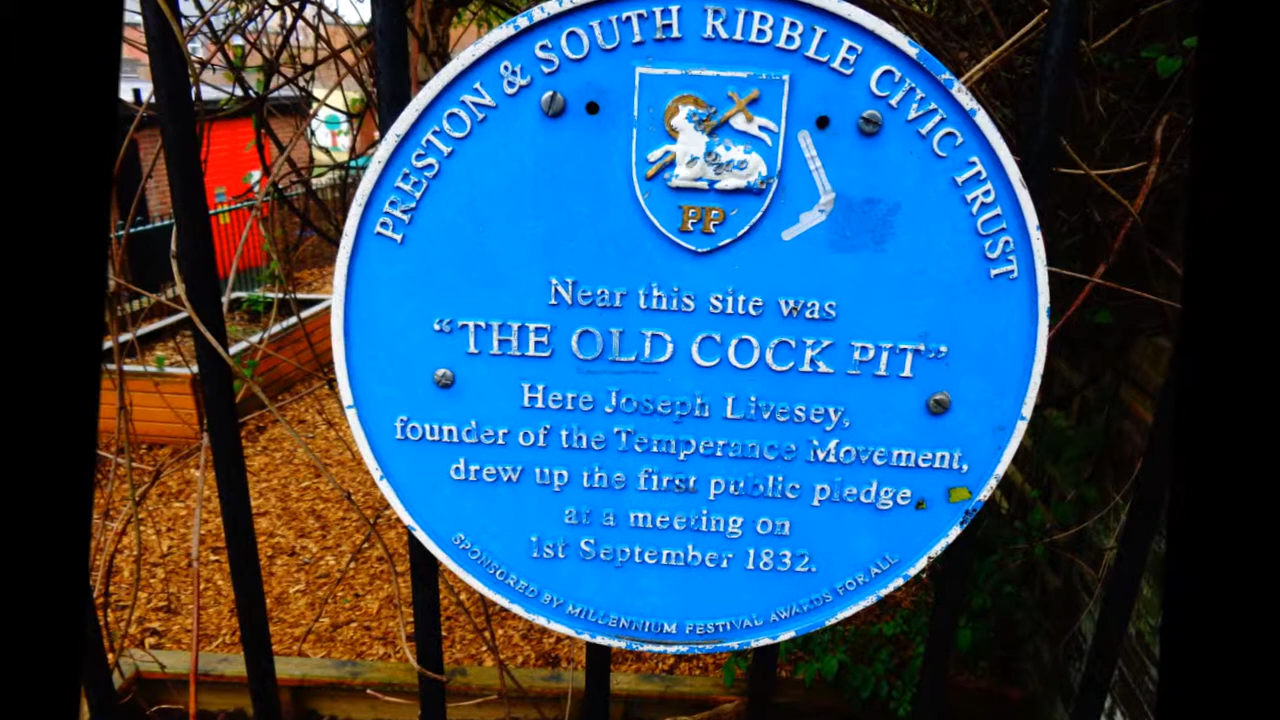 PRESTON & SOUTH RIBBLE CIVIC TRUST
PP
Near this site was
“THE OLD COCK PIT”
Here Joseph Livesey,
founder of the Temperance Movement,
drew up the first public pledge
at a meeting on
1st September 1832.
SPONSORED BY MILLENNIUM FESTIVAL AWARDS FOR ALL